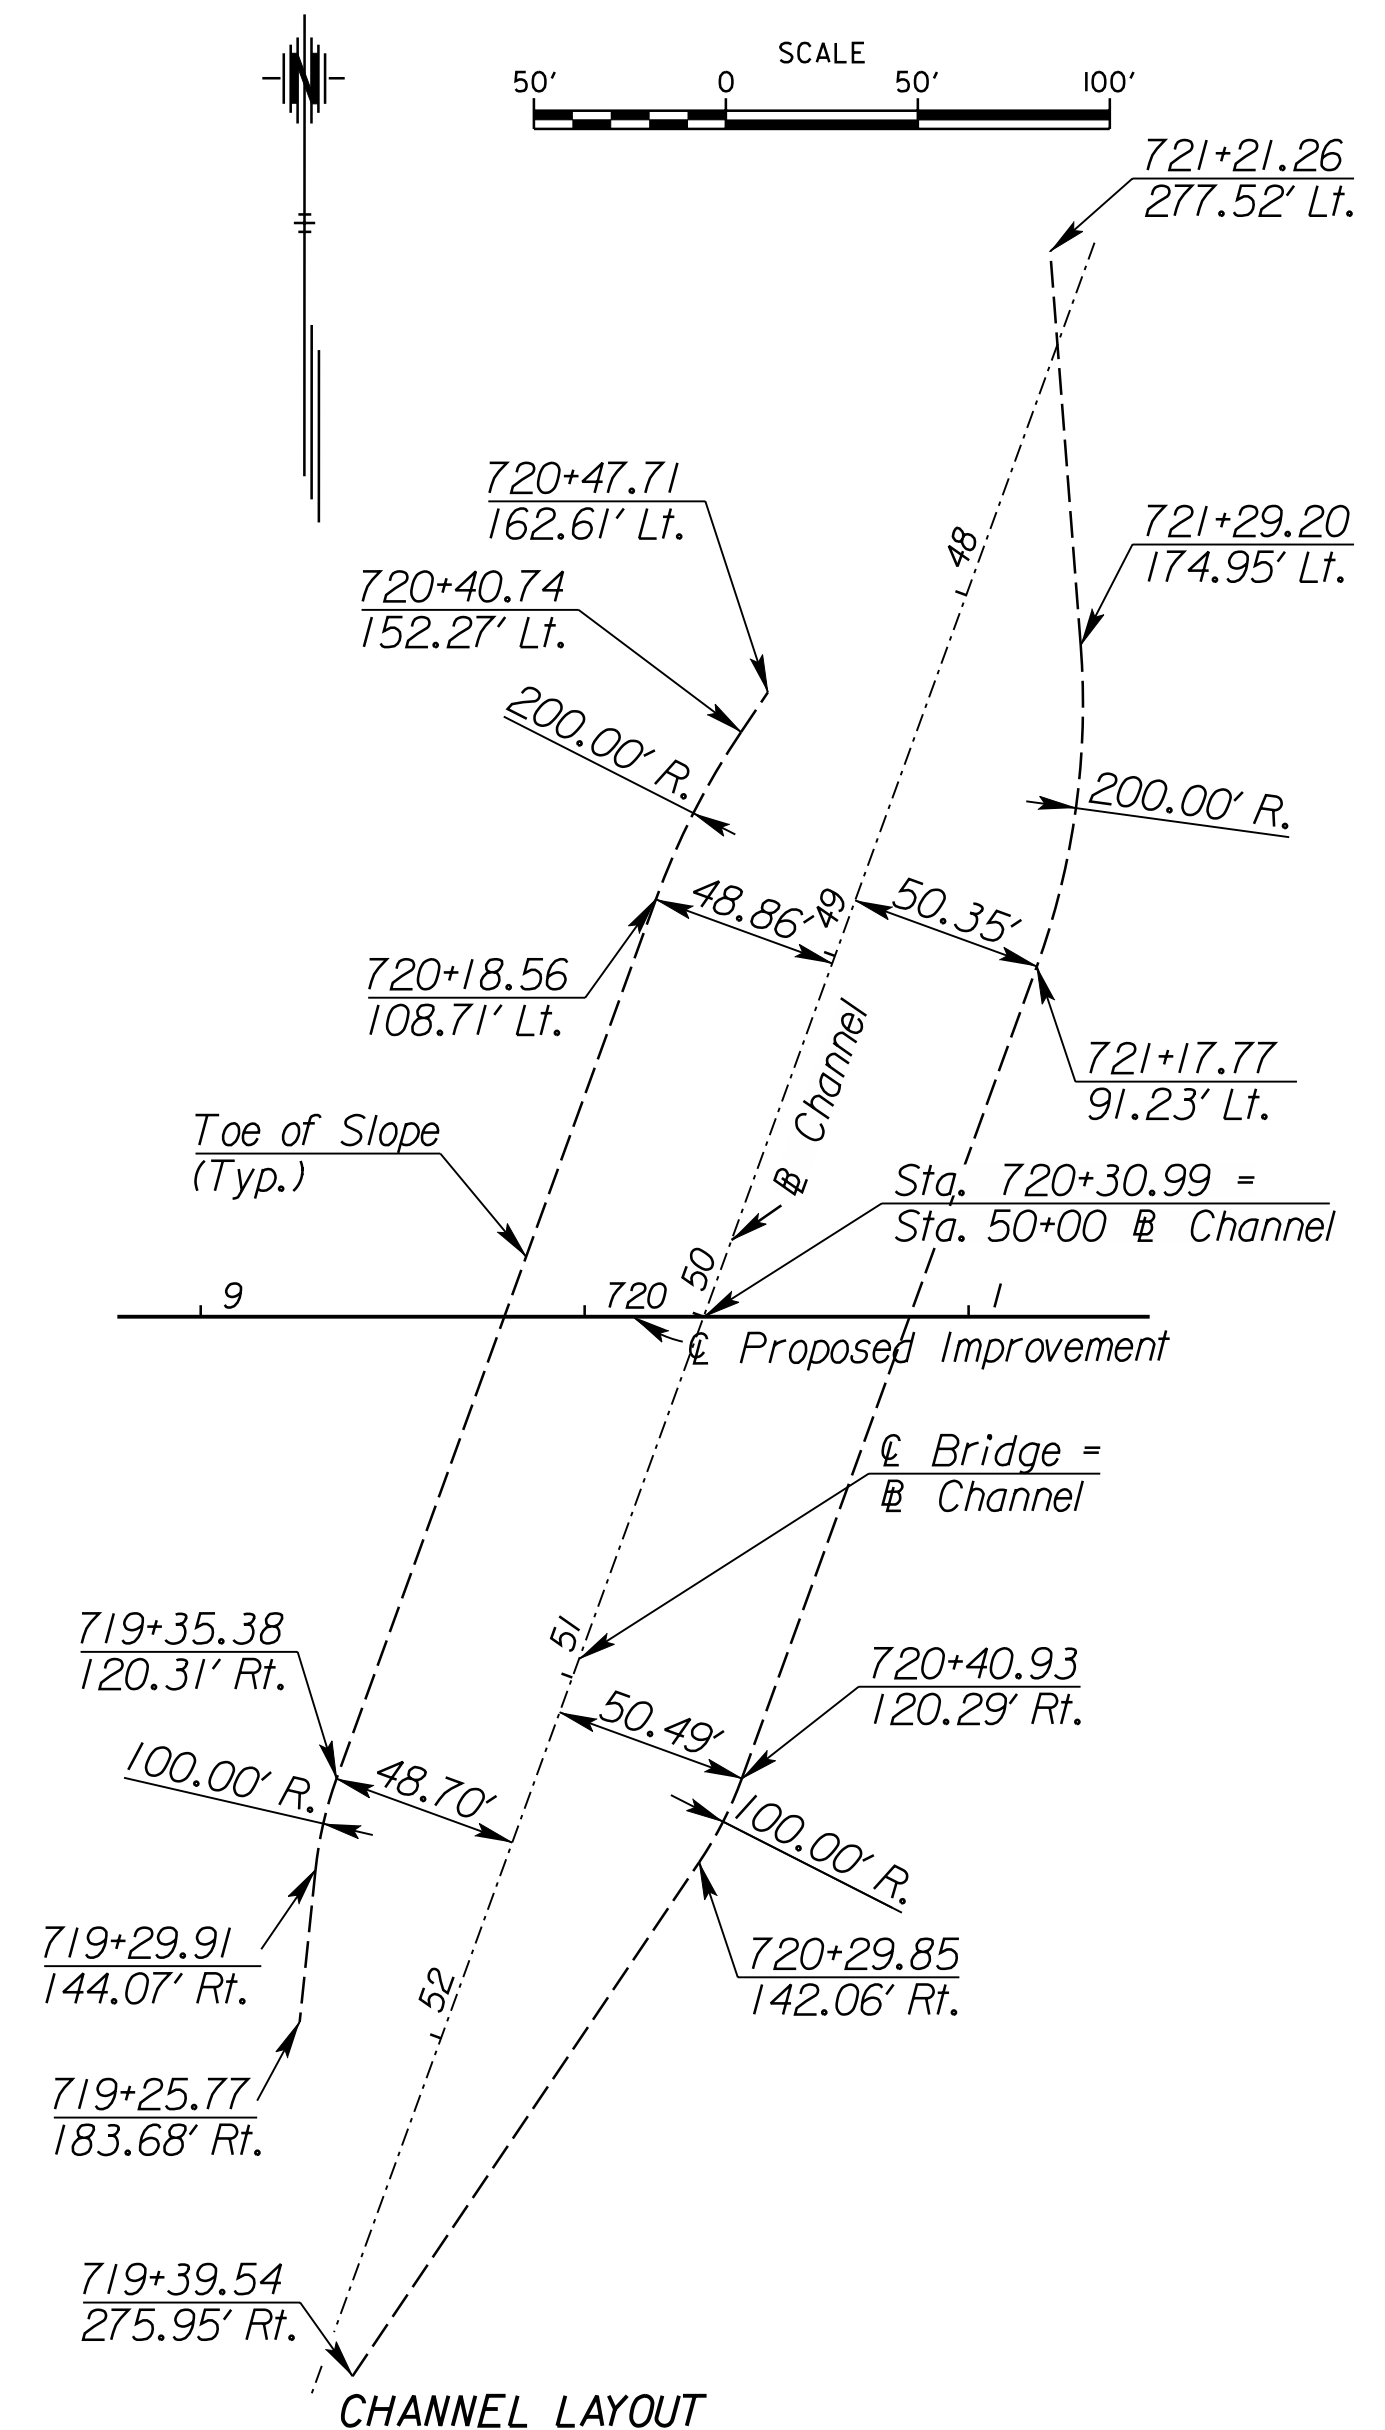 N
SCALE
50' 0 50' 100'
721+21.26
277.52' Lt.
720+47.71
162.61' Lt.
721+29.20
174.95' Lt.
48
720+40.74
152.27' Lt.
200.00' R.
200.00' R.
48.86'
49
50.35'
720+18.56
108.71' Lt.
721+17.77
91.23' Lt.
℄ Channel
Toe of Slope
(Typ.)
Sta. 720+30.99 =
Sta. 50+00 ⅊ Channel
50
9 720 1
℄ Proposed Improvement
℄ Bridge =
⅊ Channel
51
719+35.38
120.31' Rt.
720+40.93
120.29' Rt.
50.49'
100.00' R.
48.70'
100.00' R.
719+29.91
144.07' Rt.
720+29.85
142.06' Rt.
52
719+25.77
183.68' Rt.
719+39.54
275.95' Rt.
CHANNEL LAYOUT